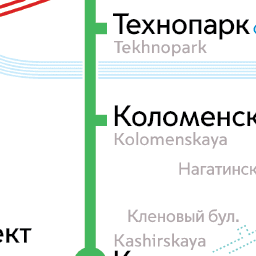 Технопарк
Tekhnopark
Коломенск
Kolomenskaya
Нагатинск
Кленовый бул.
ект
Kashirskaya